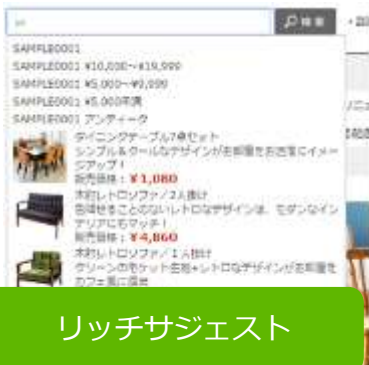 検索
SAMPLE0001
SAMPLE0001 ¥10,000~¥19,999
SAMPLE0001 ¥5,000~¥9,999
SAMPLE0001 ¥5,000未満
SAMPLE0001 アンティーク
ダイニングテーブル7点セット
シンプル&クールなデザインがお部屋をお洒落にイメー
ジアップ!
販売価格:¥1,080
木肘レトロソファ/2人掛け
色褪せることのないレトロなデザインは、モダンなイン
テリアにもマッチ!
販売価格:¥4,860
木肘レトロソファ/1人掛け
グリーンのモケット生地+レトロなデザインがお部屋を
カフェ風に演出
リッチサジェスト